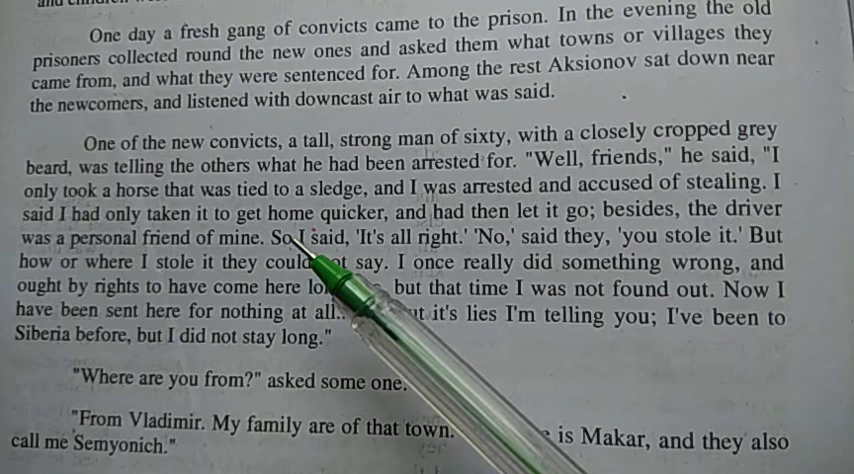 One day a fresh gang of convicts came to the prison. In the evening the old
prisoners collected round the new ones and asked them what towns or villages they
came from, and what they were sentenced for. Among the rest Aksionov sat down near
the newcomers, and listened with downcast air to what was said.
One of the new convicts, a tall, strong man of sixty, with a closely cropped grey
beard, was telling the others what he had been arrested for. "Well, friends," he said, "I
only took a horse that was tied to a sledge, and I was arrested and accused of stealing. I
said I had only taken it to get home quicker, and had then let it go; besides, the driver
was a personal friend of mine. So I said, 'It's all right.' 'No,' said they, 'you stole it.' But
how or where I stole it they could say. I once really did something wrong, and
ought by rights to have come here but that time I was not found out. Now I
have been sent here for nothing at all. it's lies I'm telling you; I've been to
Siberia before, but I did not stay long."
"Where are you from?" asked some one.
"From Vladimir. My family are of that town. is Makar, and they also
call me Semyonich."